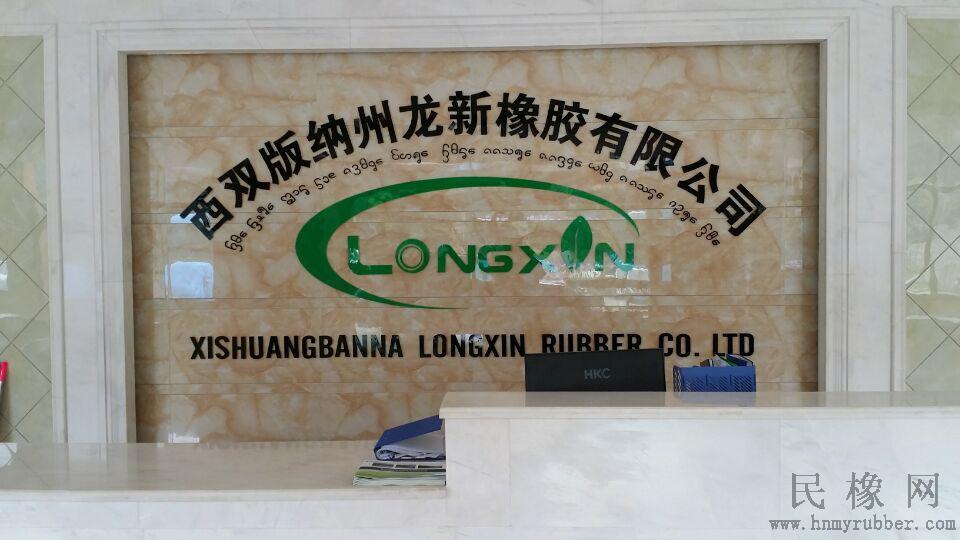 西双版纳州龙新橡胶有限公司
LONGXIN
XISHUANGBANNA LONGXIN RUBBER CO. LTD
HKC
民橡网
www.hnmyrubber.com